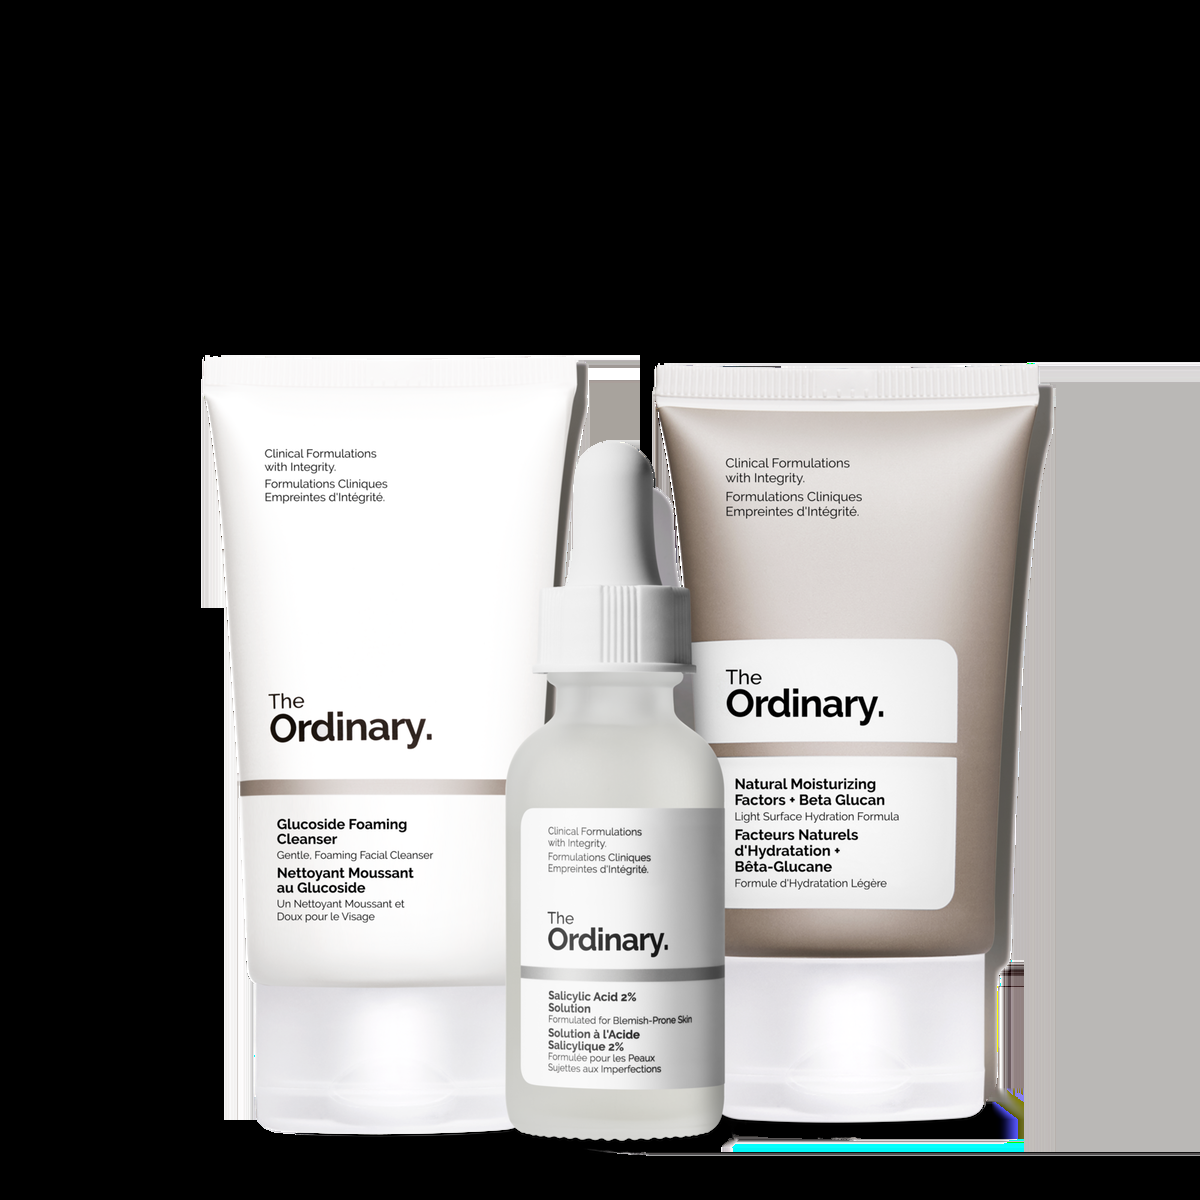 Clinical Formulations
with Integrity.
Formulations Cliniques
Empreintes d'Intégrité.
The
Ordinary.
Glucoside Foaming
Cleanser
Gentle, Foaming Facial Cleanser
Nettoyant Moussant
au Glucoside
Un Nettoyant Moussant et
Doux pour le Visage
Clinical Formulations
with Integrity.
Formulations Cliniques
Empreintes d'Intégrité.
The
Ordinary.
Salicylic Acid 2%
Solution
Formulated for Blemish-Prone Skin
Solution à l'Acide
Salicylique 2%
Formulée pour les Peaux
Sujettes aux Imperfections
Clinical Formulations
with Integrity.
Formulations Cliniques
Empreintes d'Intégrité.
The
Ordinary.
Natural Moisturizing
Factors + Beta Glucan
Light Surface Hydration Formula
Facteurs Naturels
d'Hydratation +
Bêta-Glucane
Formule d'Hydratation Légère